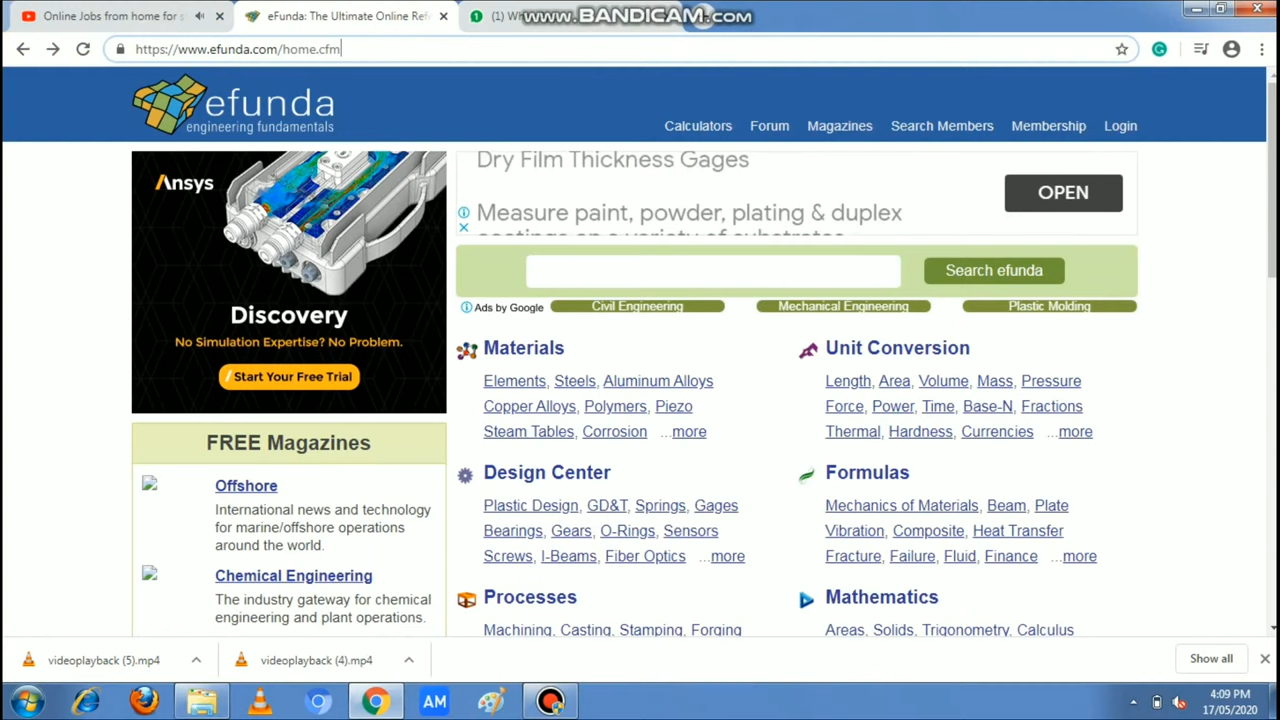 Online Jobs from home for s
eFunda: The Ultimate Online Refe
(1) Wh
www.BANDICAM.com
https://www.efunda.com/home.cfm
efunda
engineering fundamentals
Calculators Forum Magazines Search Members Membership Login
Ansys
Discovery
No Simulation Expertise? No Problem.
Start Your Free Trial
Dry Film Thickness Gages
Measure paint, powder, plating & duplex
coatings on a variety of substrates.
OPEN
Search efunda
Ads by Google Civil Engineering Mechanical Engineering Plastic Molding
FREE Magazines
Offshore
International news and technology
for marine/offshore operations
around the world.
Chemical Engineering
The industry gateway for chemical
engineering and plant operations.
Materials
Elements, Steels, Aluminum Alloys
Copper Alloys, Polymers, Piezo
Steam Tables, Corrosion ...more
Unit Conversion
Length, Area, Volume, Mass, Pressure
Force, Power, Time, Base-N, Fractions
Thermal, Hardness, Currencies ...more
Design Center
Plastic Design, GD&T, Springs, Gages
Bearings, Gears, O-Rings, Sensors
Screws, I-Beams, Fiber Optics ...more
Formulas
Mechanics of Materials, Beam, Plate
Vibration, Composite, Heat Transfer
Fracture, Failure, Fluid, Finance ...more
Processes
Machining, Casting, Stamping, Forging
Mathematics
Areas, Solids, Trigonometry, Calculus
videoplayback (5).mp4
videoplayback (4).mp4
Show all
AM
4:09 PM
17/05/2020